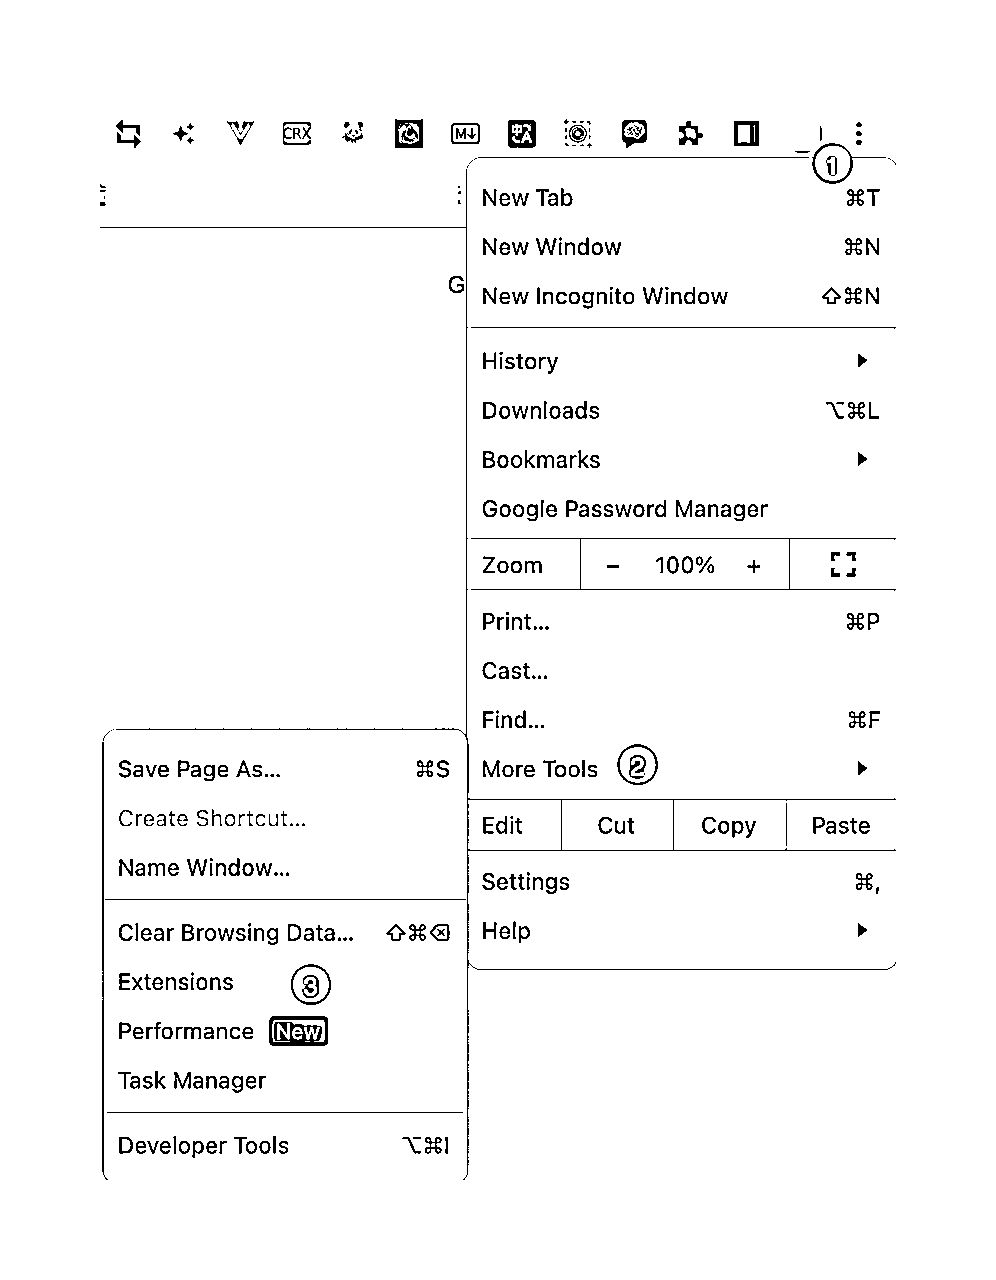 CRX M↓ 中A
①
New Tab ⌘T
New Window ⌘N
G
New Incognito Window ⇧⌘N
History ▶
Downloads ⌥⌘L
Bookmarks ▶
Google Password Manager
Zoom − 100% +
Print... ⌘P
Cast...
Find... ⌘F
More Tools ② ▶
Edit Cut Copy Paste
Settings ⌘,
Help ▶
Save Page As... ⌘S
Create Shortcut...
Name Window...
Clear Browsing Data... ⇧⌘⌫
Extensions ③
Performance New
Task Manager
Developer Tools ⌥⌘I